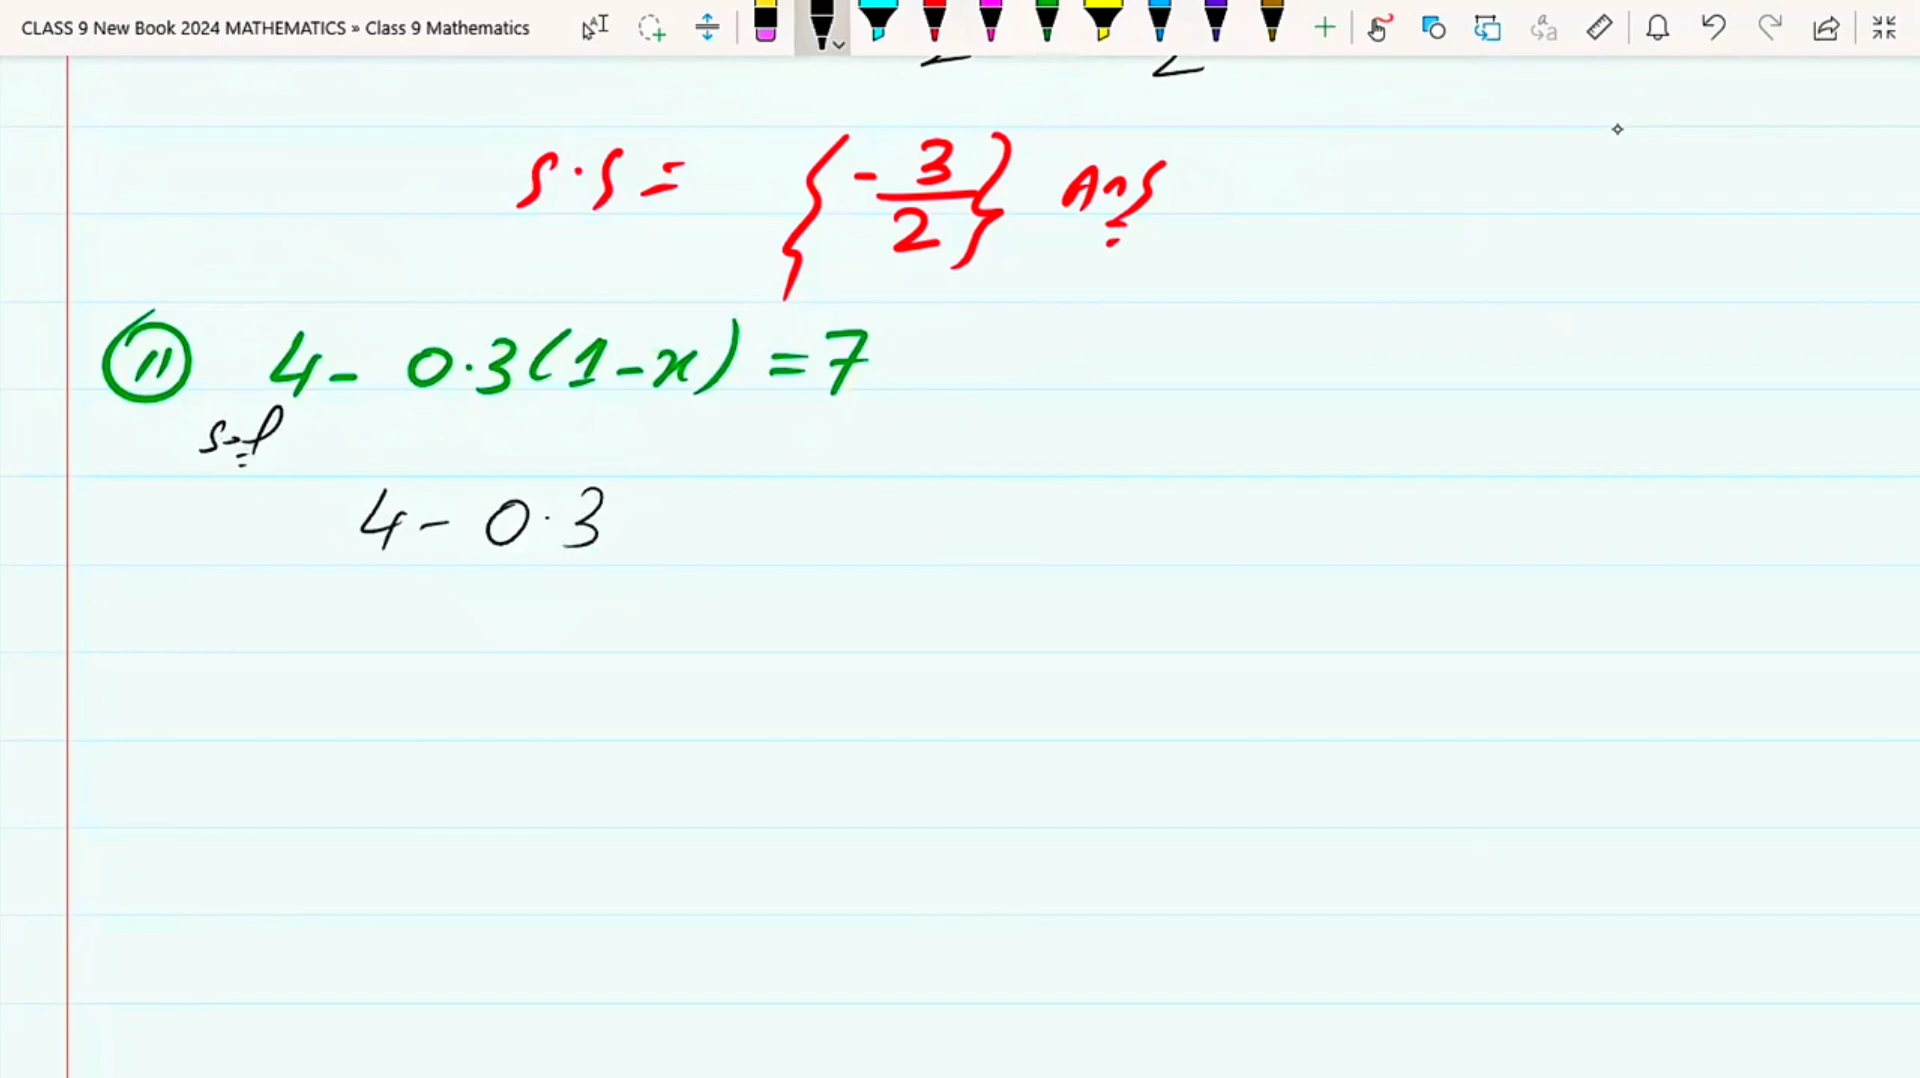 CLASS 9 New Book 2024 MATHEMATICS » Class 9 Mathematics
S.S = {-3/2} Ans
(ii) 4 - 0.3(1-x) = 7
Sol
4 - 0.3